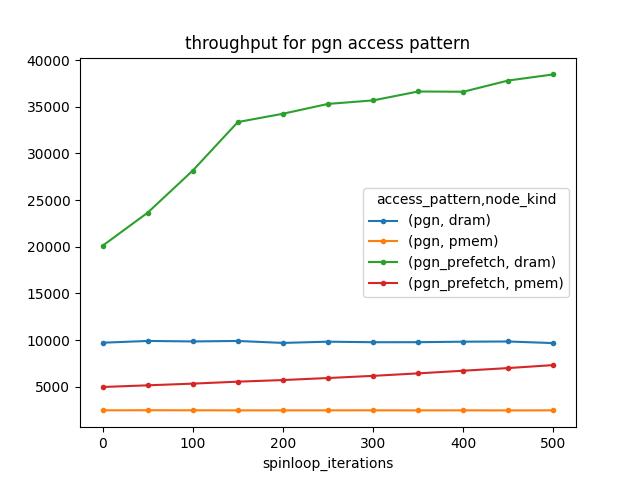 throughput for pgn access pattern
40000
35000
30000
25000
20000
15000
10000
5000
access_pattern,node_kind
(pgn, dram)
(pgn, pmem)
(pgn_prefetch, dram)
(pgn_prefetch, pmem)
0 100 200 300 400 500
spinloop_iterations